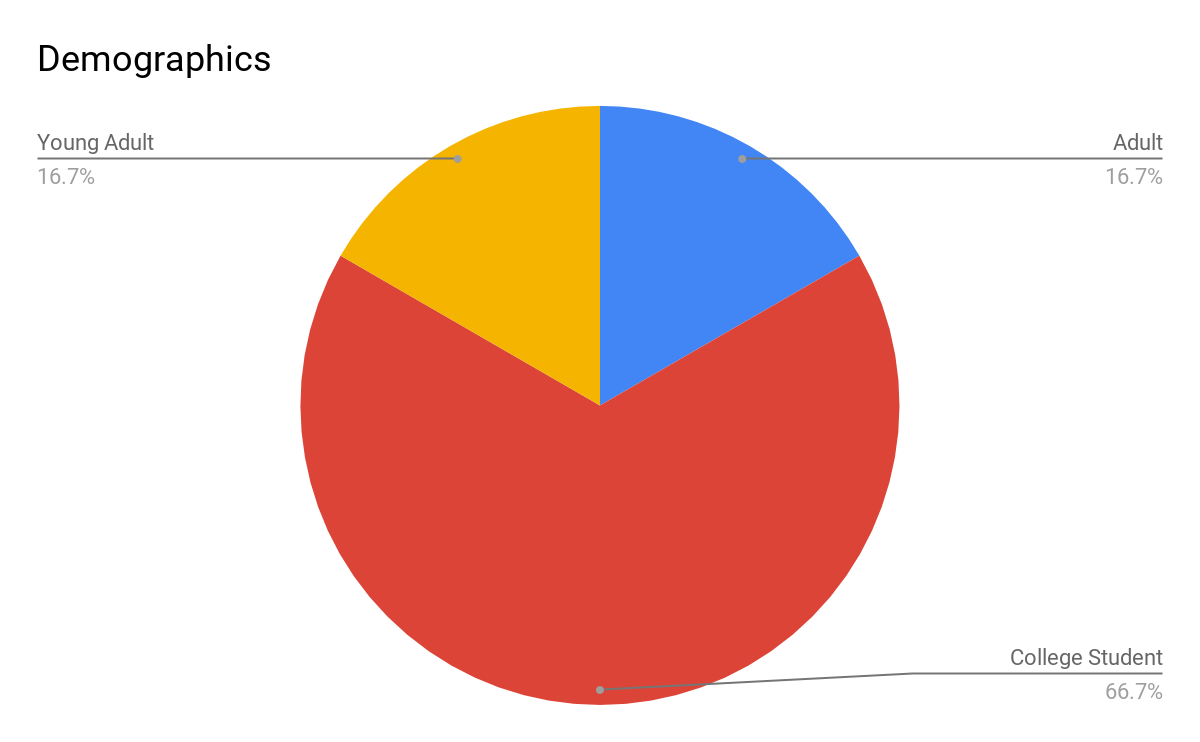 Demographics
Young Adult
16.7%
Adult
16.7%
College Student
66.7%